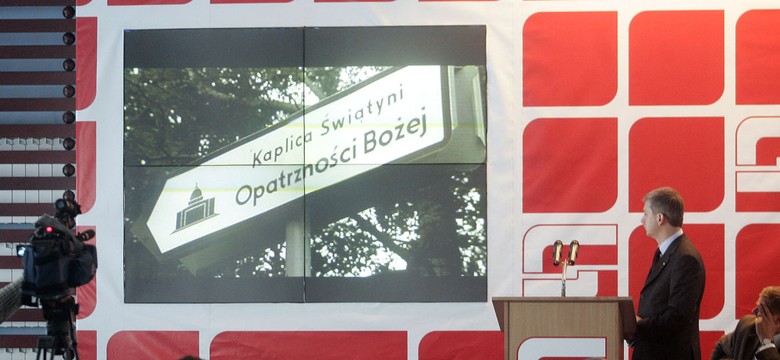 Kaplica Świątyni
Opatrzności Bożej